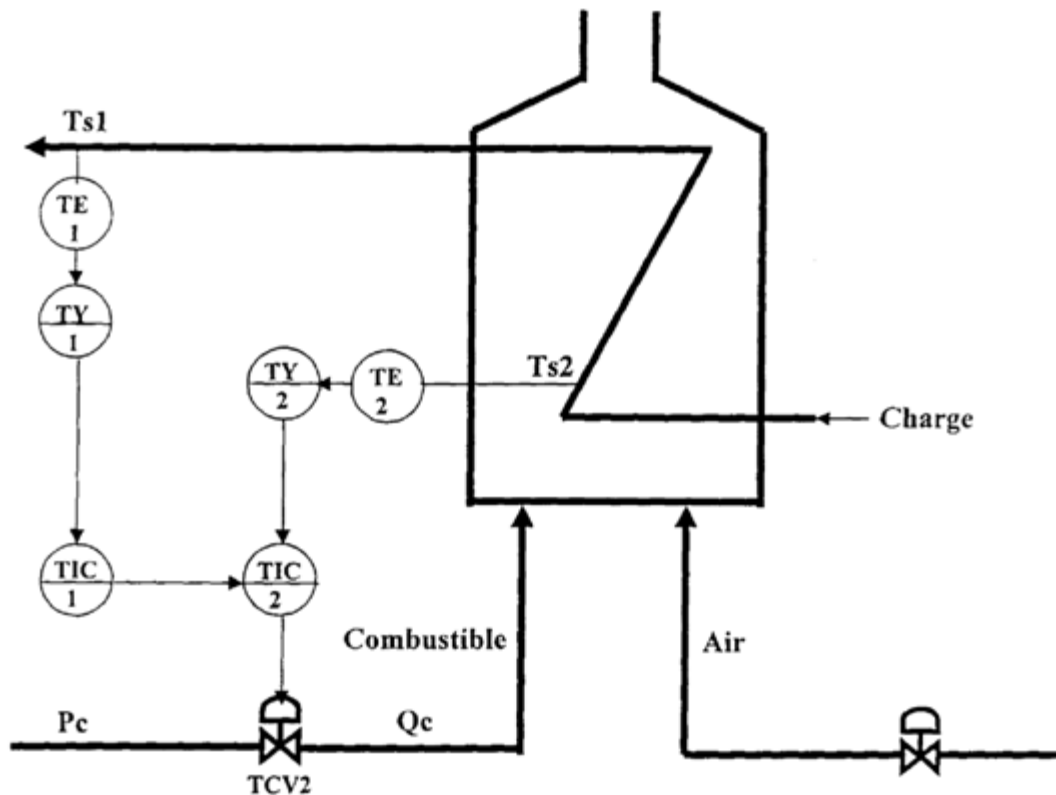 Ts1
TE
1
TY
1
TY
2
TE
2
Ts2
Charge
TIC
1
TIC
2
Combustible
Air
Pc
Qc
TCV2